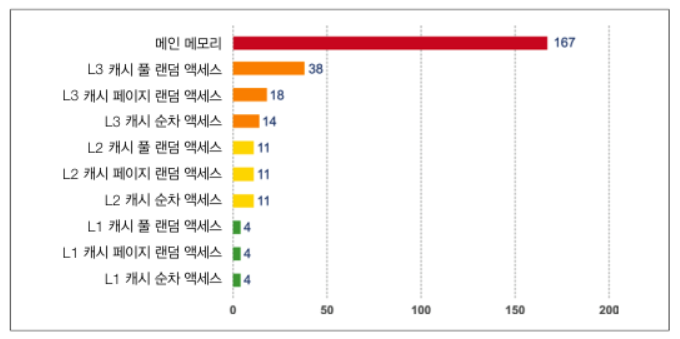 메인 메모리 167
L3 캐시 풀 랜덤 액세스 38
L3 캐시 페이지 랜덤 액세스 18
L3 캐시 순차 액세스 14
L2 캐시 풀 랜덤 액세스 11
L2 캐시 페이지 랜덤 액세스 11
L2 캐시 순차 액세스 11
L1 캐시 풀 랜덤 액세스 4
L1 캐시 페이지 랜덤 액세스 4
L1 캐시 순차 액세스 4
0 50 100 150 200